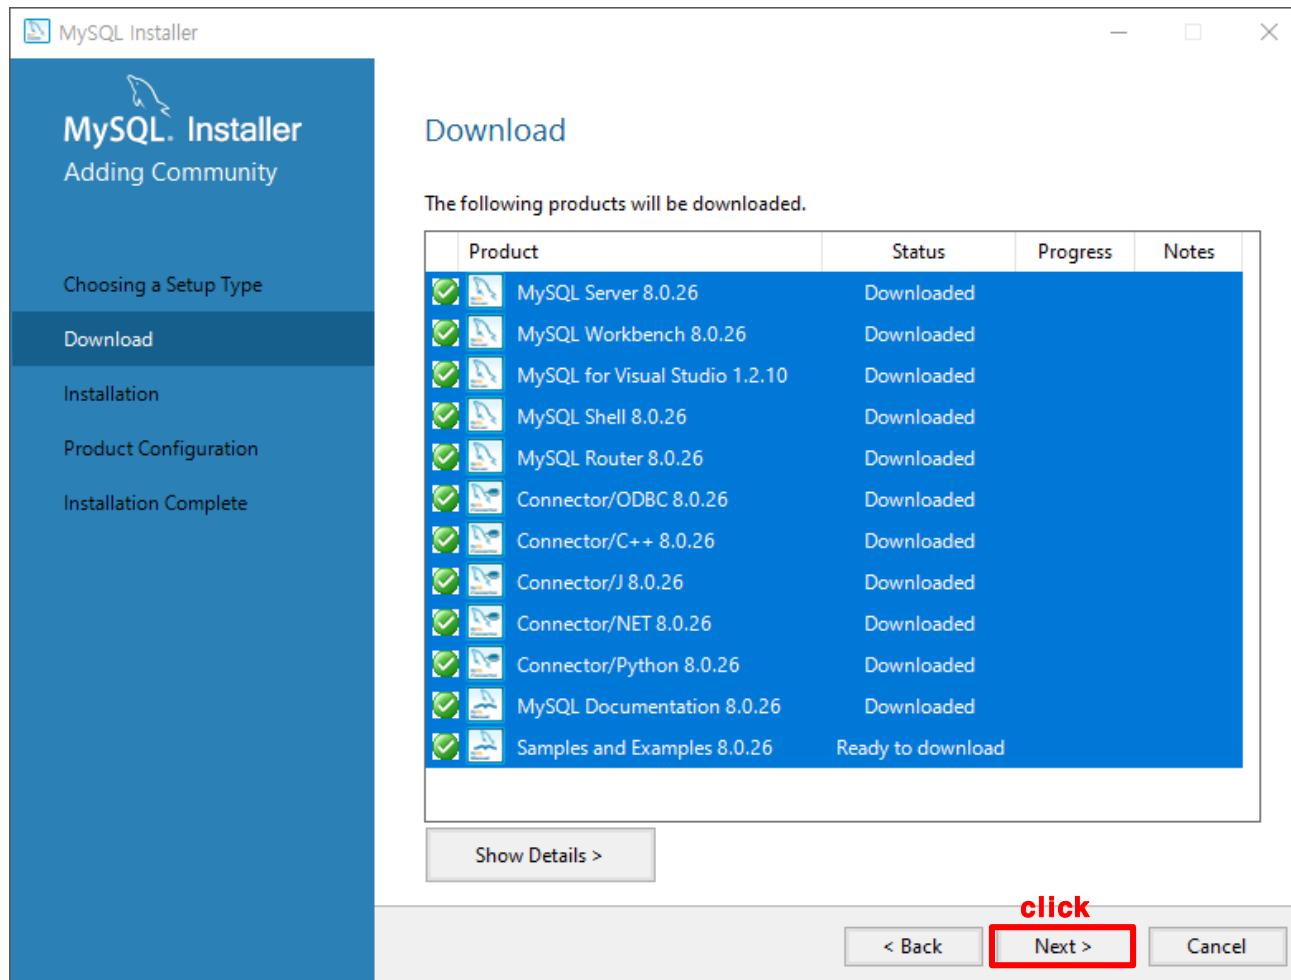 MySQL Installer
MySQL. Installer
Adding Community
Choosing a Setup Type
Download
Installation
Product Configuration
Installation Complete
Download
The following products will be downloaded.
Product Status Progress Notes
MySQL Server 8.0.26 Downloaded
MySQL Workbench 8.0.26 Downloaded
MySQL for Visual Studio 1.2.10 Downloaded
MySQL Shell 8.0.26 Downloaded
MySQL Router 8.0.26 Downloaded
Connector/ODBC 8.0.26 Downloaded
Connector/C++ 8.0.26 Downloaded
Connector/J 8.0.26 Downloaded
Connector/NET 8.0.26 Downloaded
Connector/Python 8.0.26 Downloaded
MySQL Documentation 8.0.26 Downloaded
Samples and Examples 8.0.26 Ready to download
Show Details >
click
< Back Next > Cancel